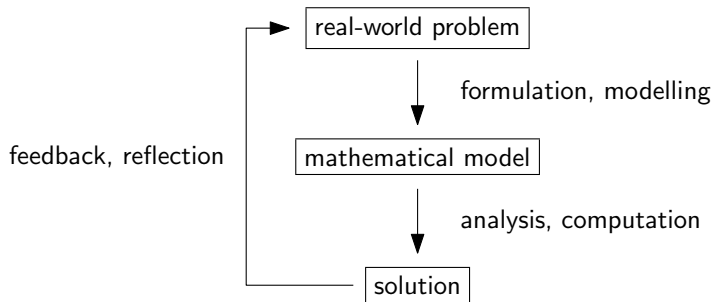 real-world problem
formulation, modelling
feedback, reflection
mathematical model
analysis, computation
solution